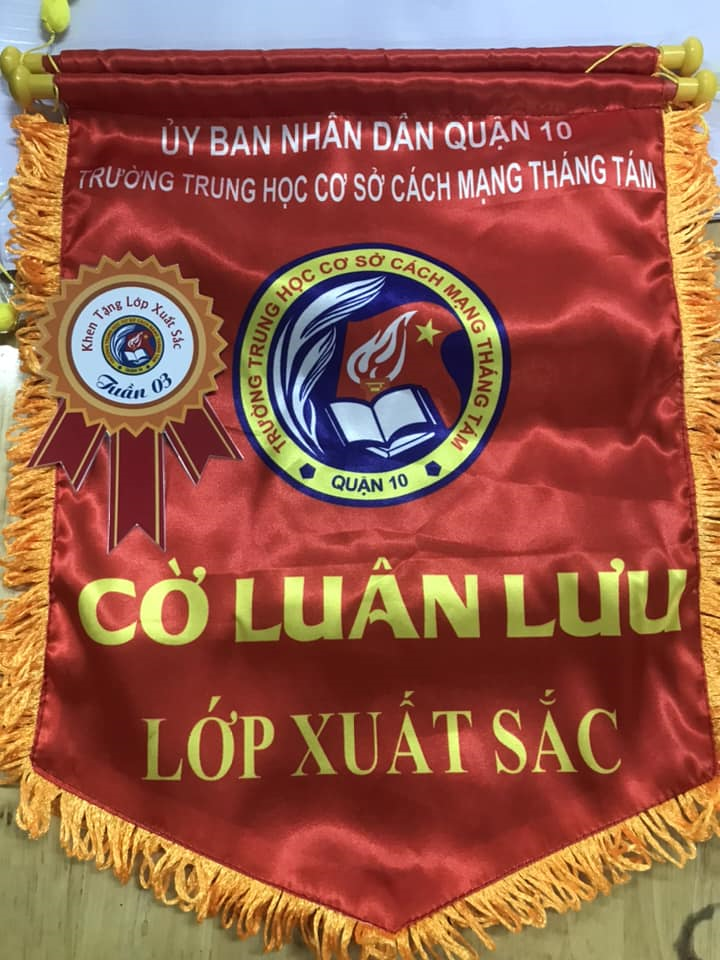 ỦY BAN NHÂN DÂN QUẬN 10
TRƯỜNG TRUNG HỌC CƠ SỞ CÁCH MẠNG THÁNG TÁM
Khen Tặng Lớp Xuất Sắc
Tuần 03
TRƯỜNG TRUNG HỌC CƠ SỞ CÁCH MẠNG THÁNG TÁM
QUẬN 10
CỜ LUÂN LƯU
LỚP XUẤT SẮC